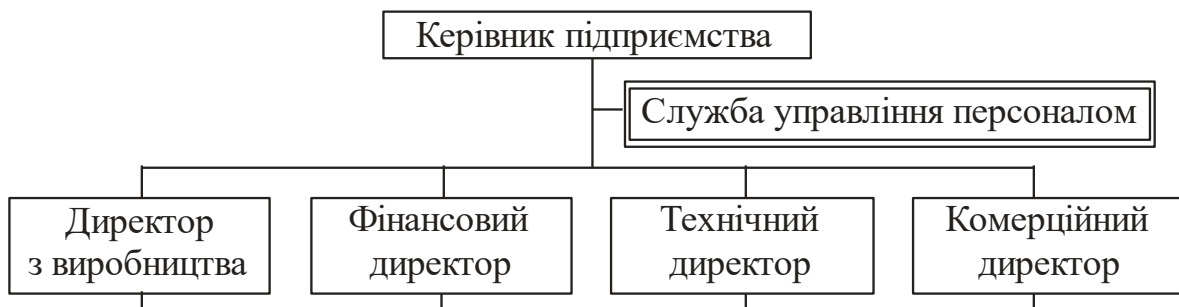 Керівник підприємства
Служба управління персоналом
Директор
з виробництва
Фінансовий
директор
Технічний
директор
Комерційний
директор